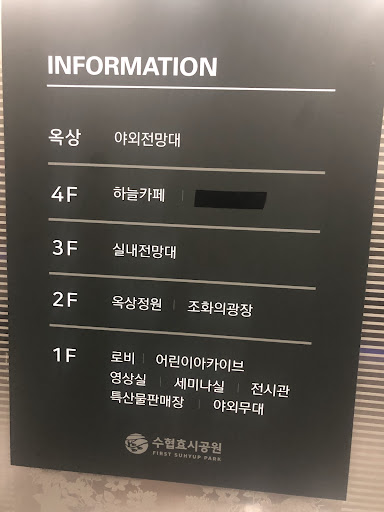 INFORMATION
옥상 야외전망대
4F 하늘카페 |
3F 실내전망대
2F 옥상정원 | 조화의광장
1F 로비 | 어린이아카이브
영상실 | 세미나실 | 전시관
특산물판매장 | 야외무대
수협효시공원
FIRST SUHYUP PARK